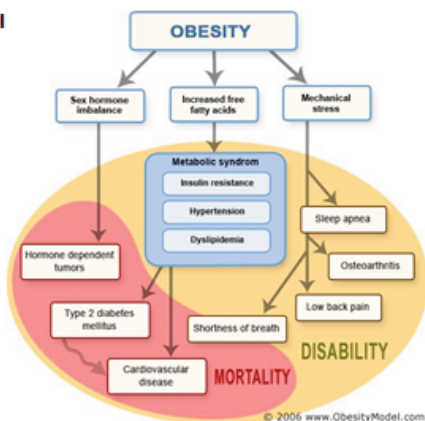 OBESITY
Sex hormone
imbalance
Increased free
fatty acids
Mechanical
stress
Metabolic syndrom
Insulin resistance
Hypertension
Dyslipidemia
Sleep apnea
Hormone dependent
tumors
Osteoarthritis
Low back pain
Type 2 diabetes
mellitus
Shortness of breath
DISABILITY
Cardiovascular
disease
MORTALITY
© 2006 www.ObesityModel.com